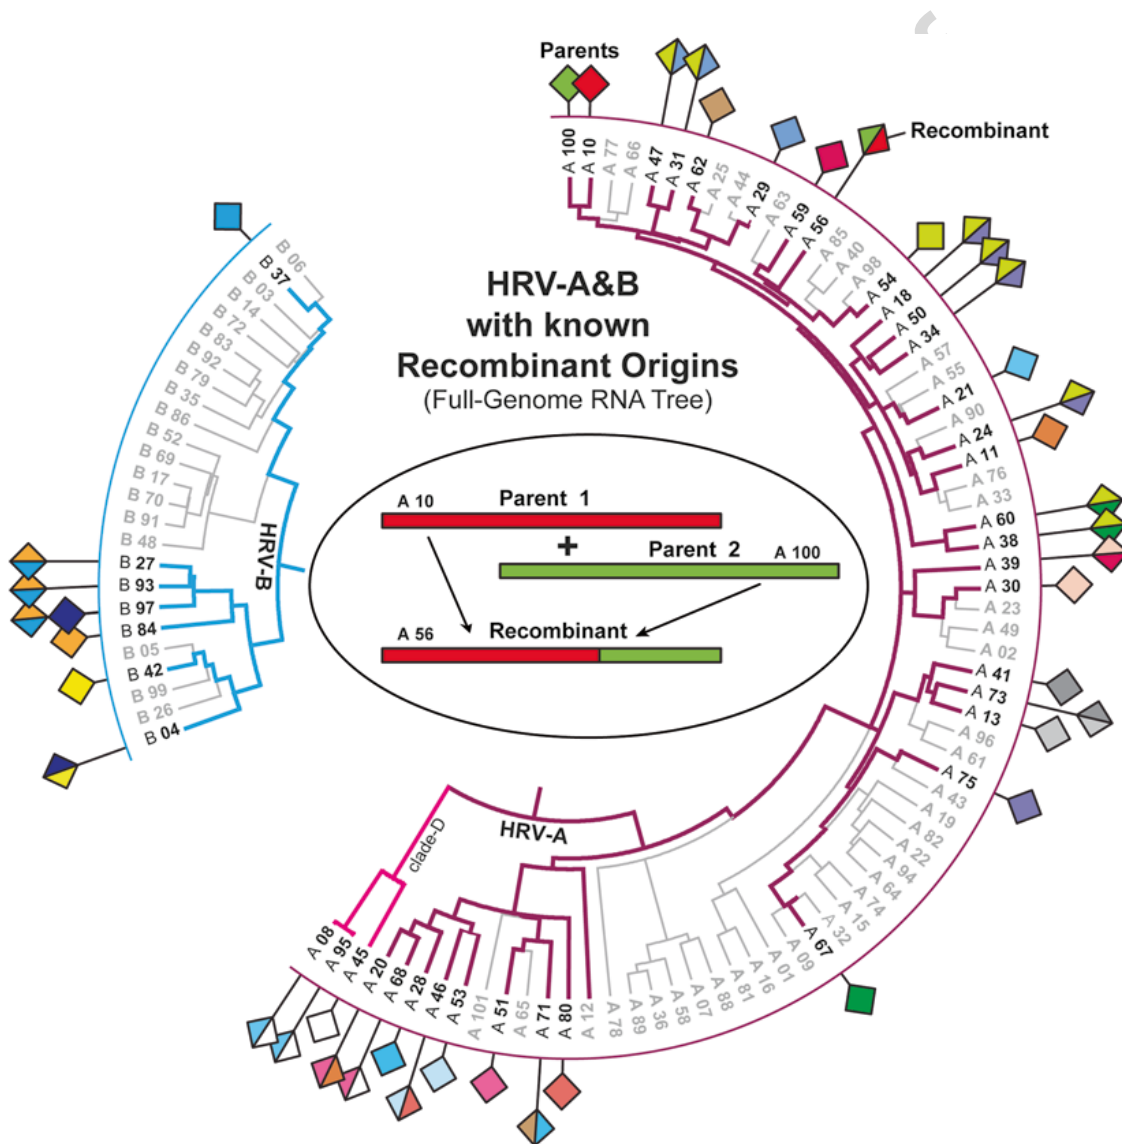 Parents
Recombinant
A 100
A 10
A 77
A 66
A 47
A 31
A 62
A 25
A 44
A 29
A 63
A 59
A 56
A 85
A 40
A 98
A 54
A 18
A 50
A 34
A 57
A 55
A 21
A 90
A 24
A 11
A 76
A 33
A 60
A 38
A 39
A 30
A 23
A 49
A 02
A 41
A 73
A 13
A 96
A 61
A 75
A 43
A 19
A 82
A 22
A 94
A 64
A 74
A 15
A 32
A 67
A 09
A 01
A 16
A 81
A 88
A 07
A 58
A 36
A 89
A 78
A 12
A 80
A 71
A 65
A 51
A 101
A 53
A 46
A 28
A 68
A 20
A 45
A 95
A 08
B 06
B 37
B 03
B 14
B 72
B 83
B 92
B 79
B 35
B 86
B 52
B 69
B 17
B 70
B 91
B 48
B 27
B 93
B 97
B 84
B 05
B 42
B 99
B 26
B 04
HRV-B
HRV-A&B
with known
Recombinant Origins
(Full-Genome RNA Tree)
A 10
Parent 1
+
Parent 2
A 100
A 56
Recombinant
HRV-A
clade-D